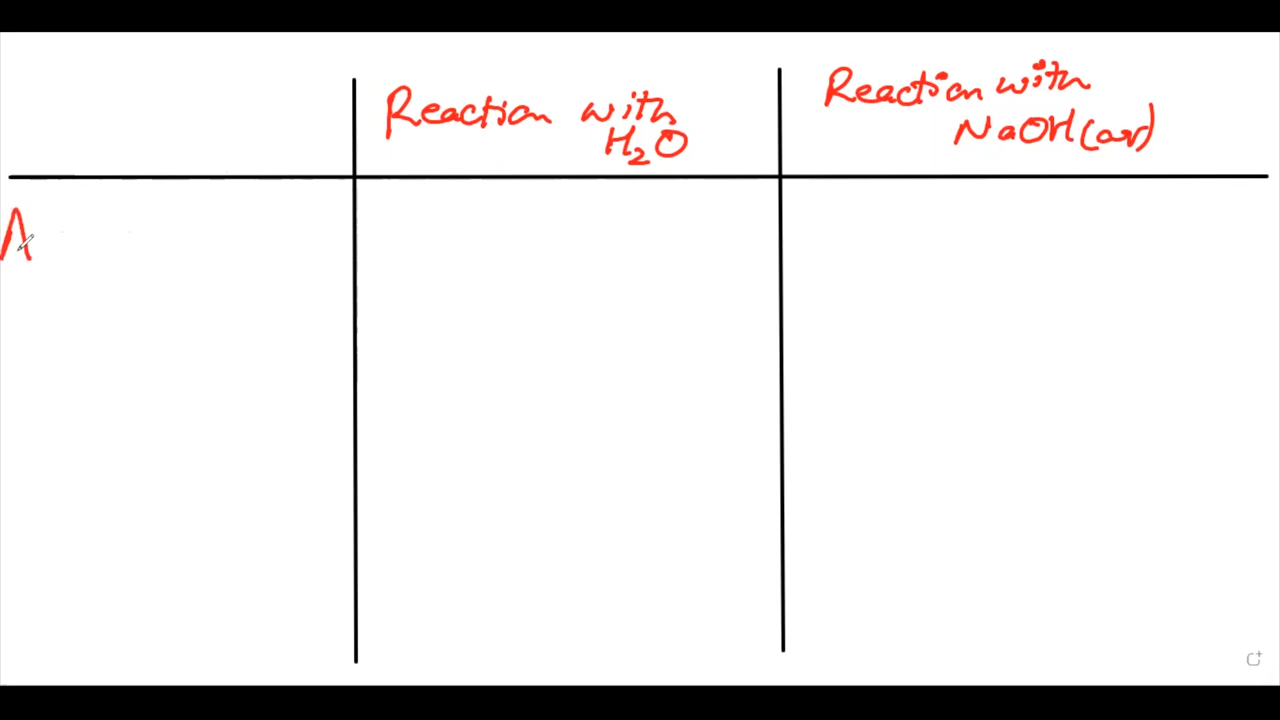 Reaction with
H₂O
Reaction with
NaOH(aq)
A